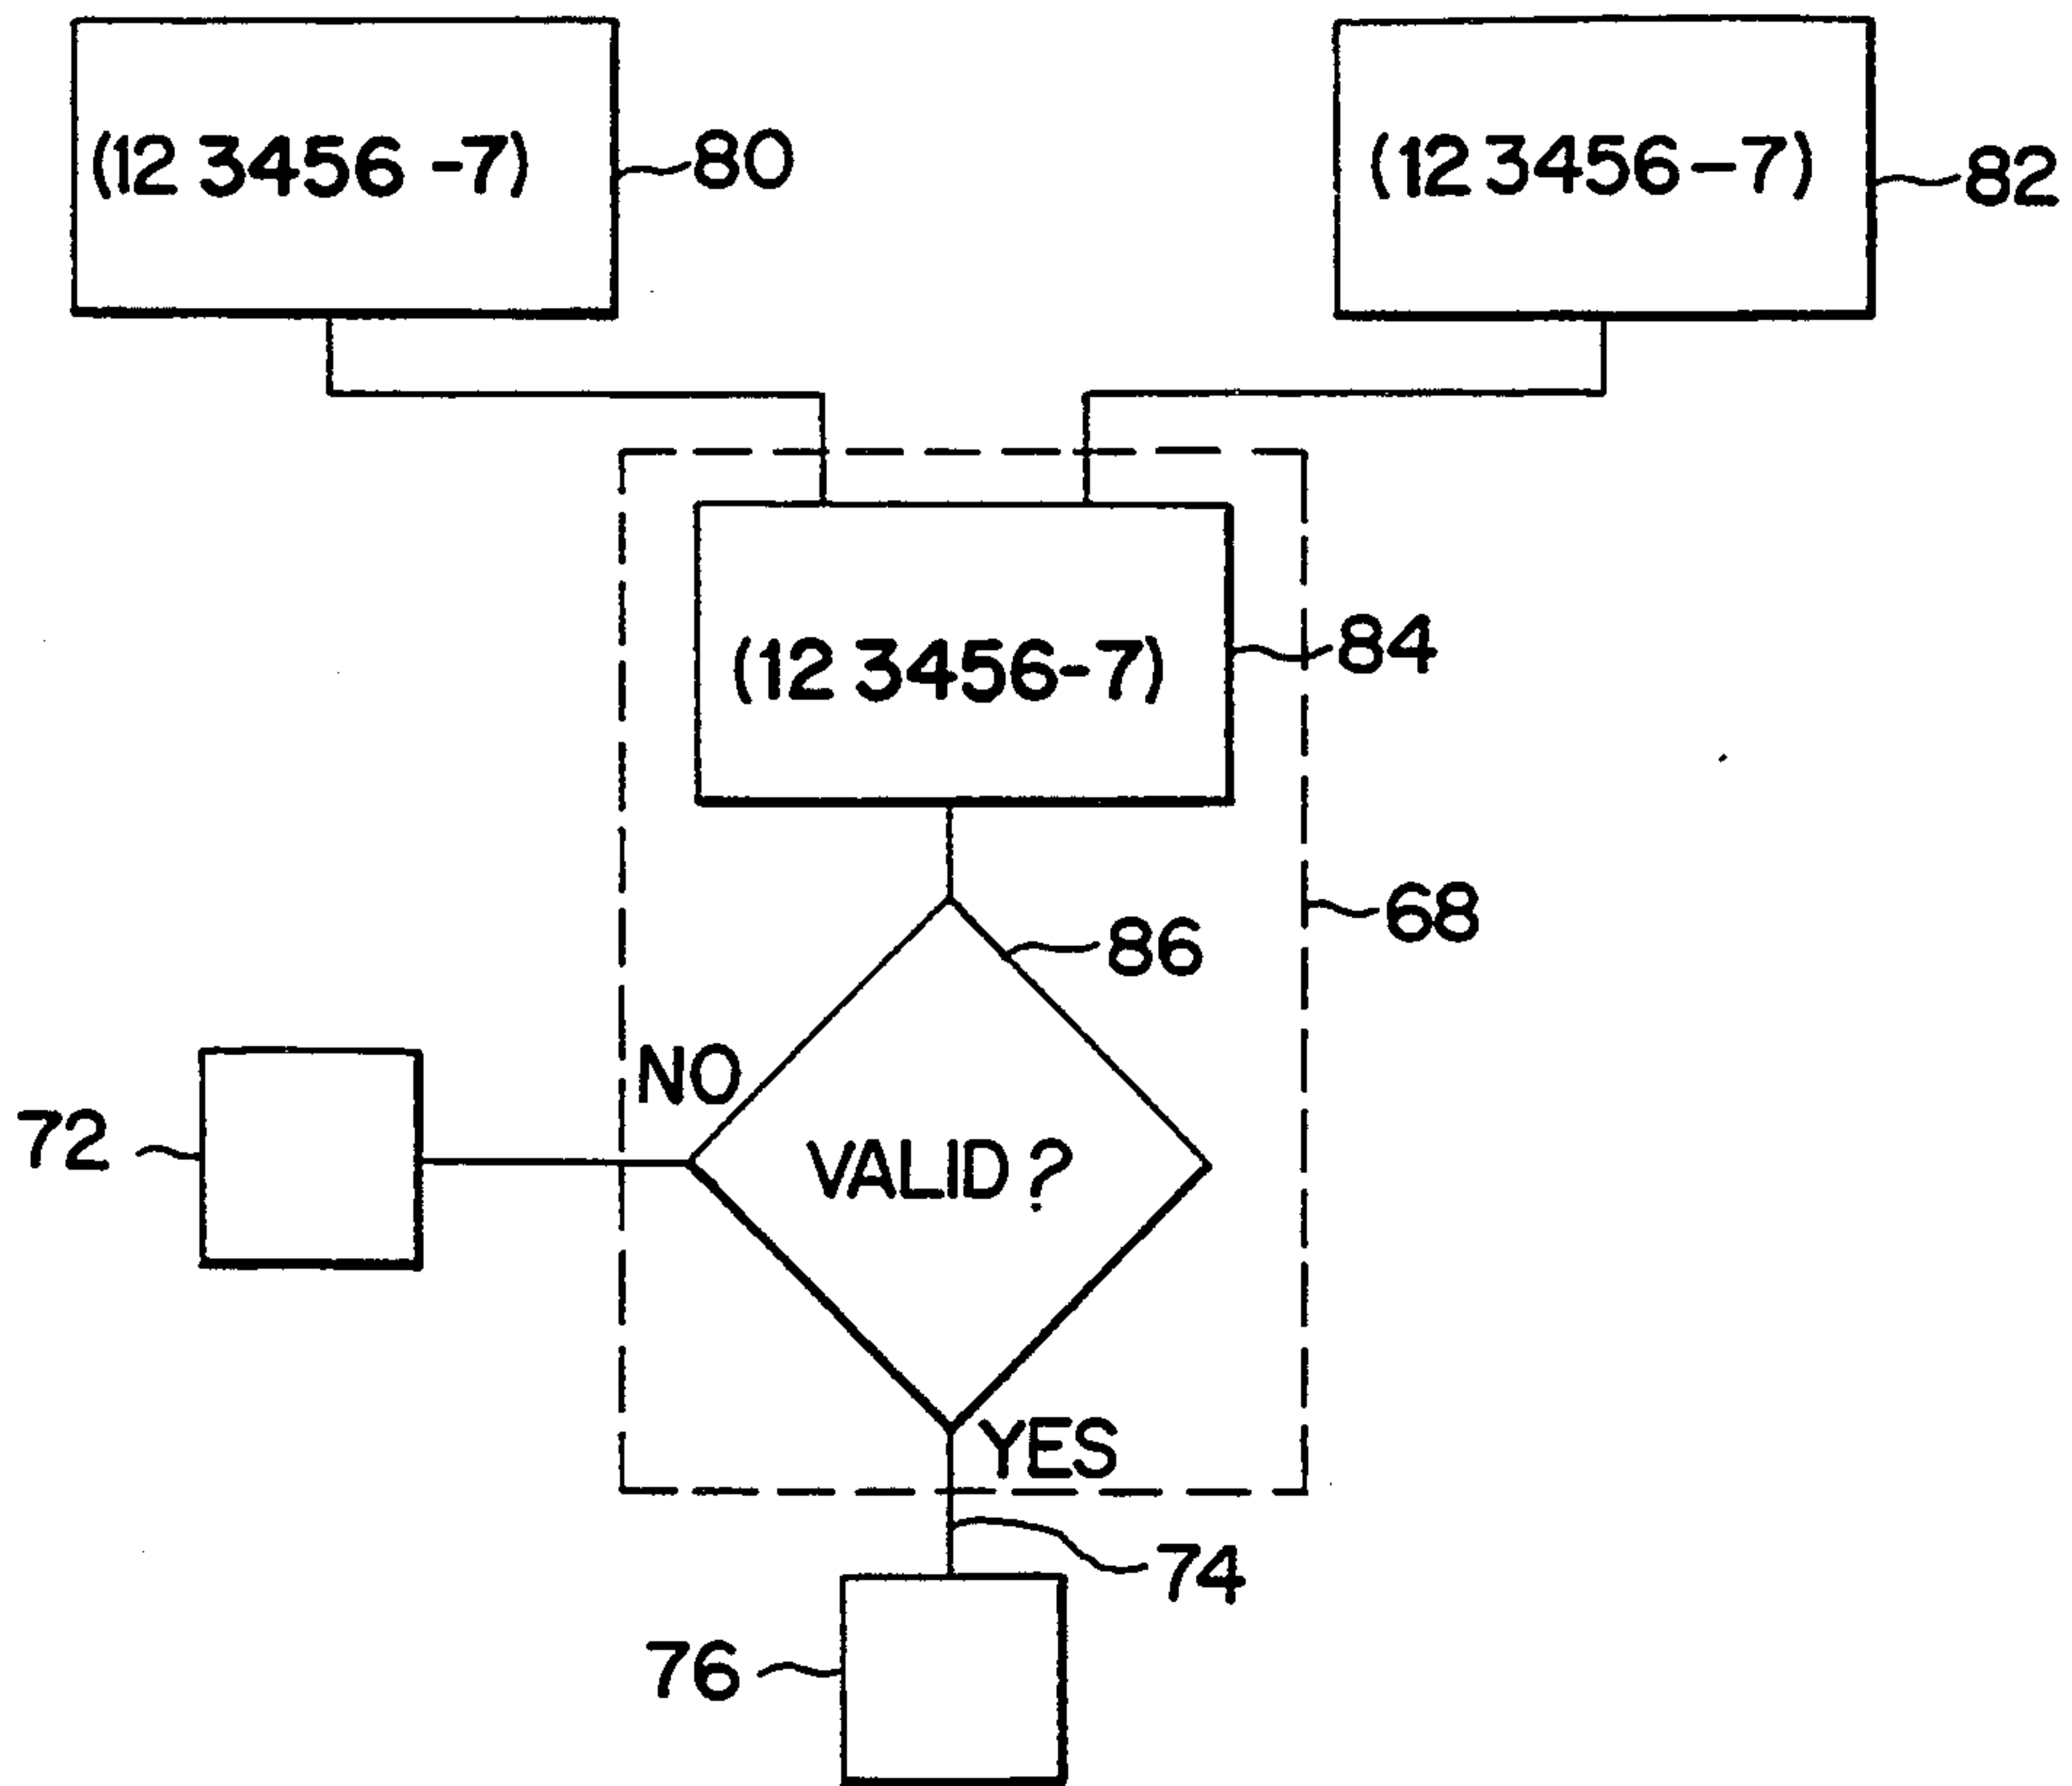 (12 3456 -7)
80
(12 3456-7)
82
(12 3456-7)
84
68
86
NO
VALID?
72
YES
74
76